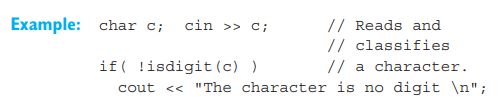 Example: char c; cin >> c; // Reads and
// classifies
if( !isdigit(c) ) // a character.
cout << "The character is no digit \n";